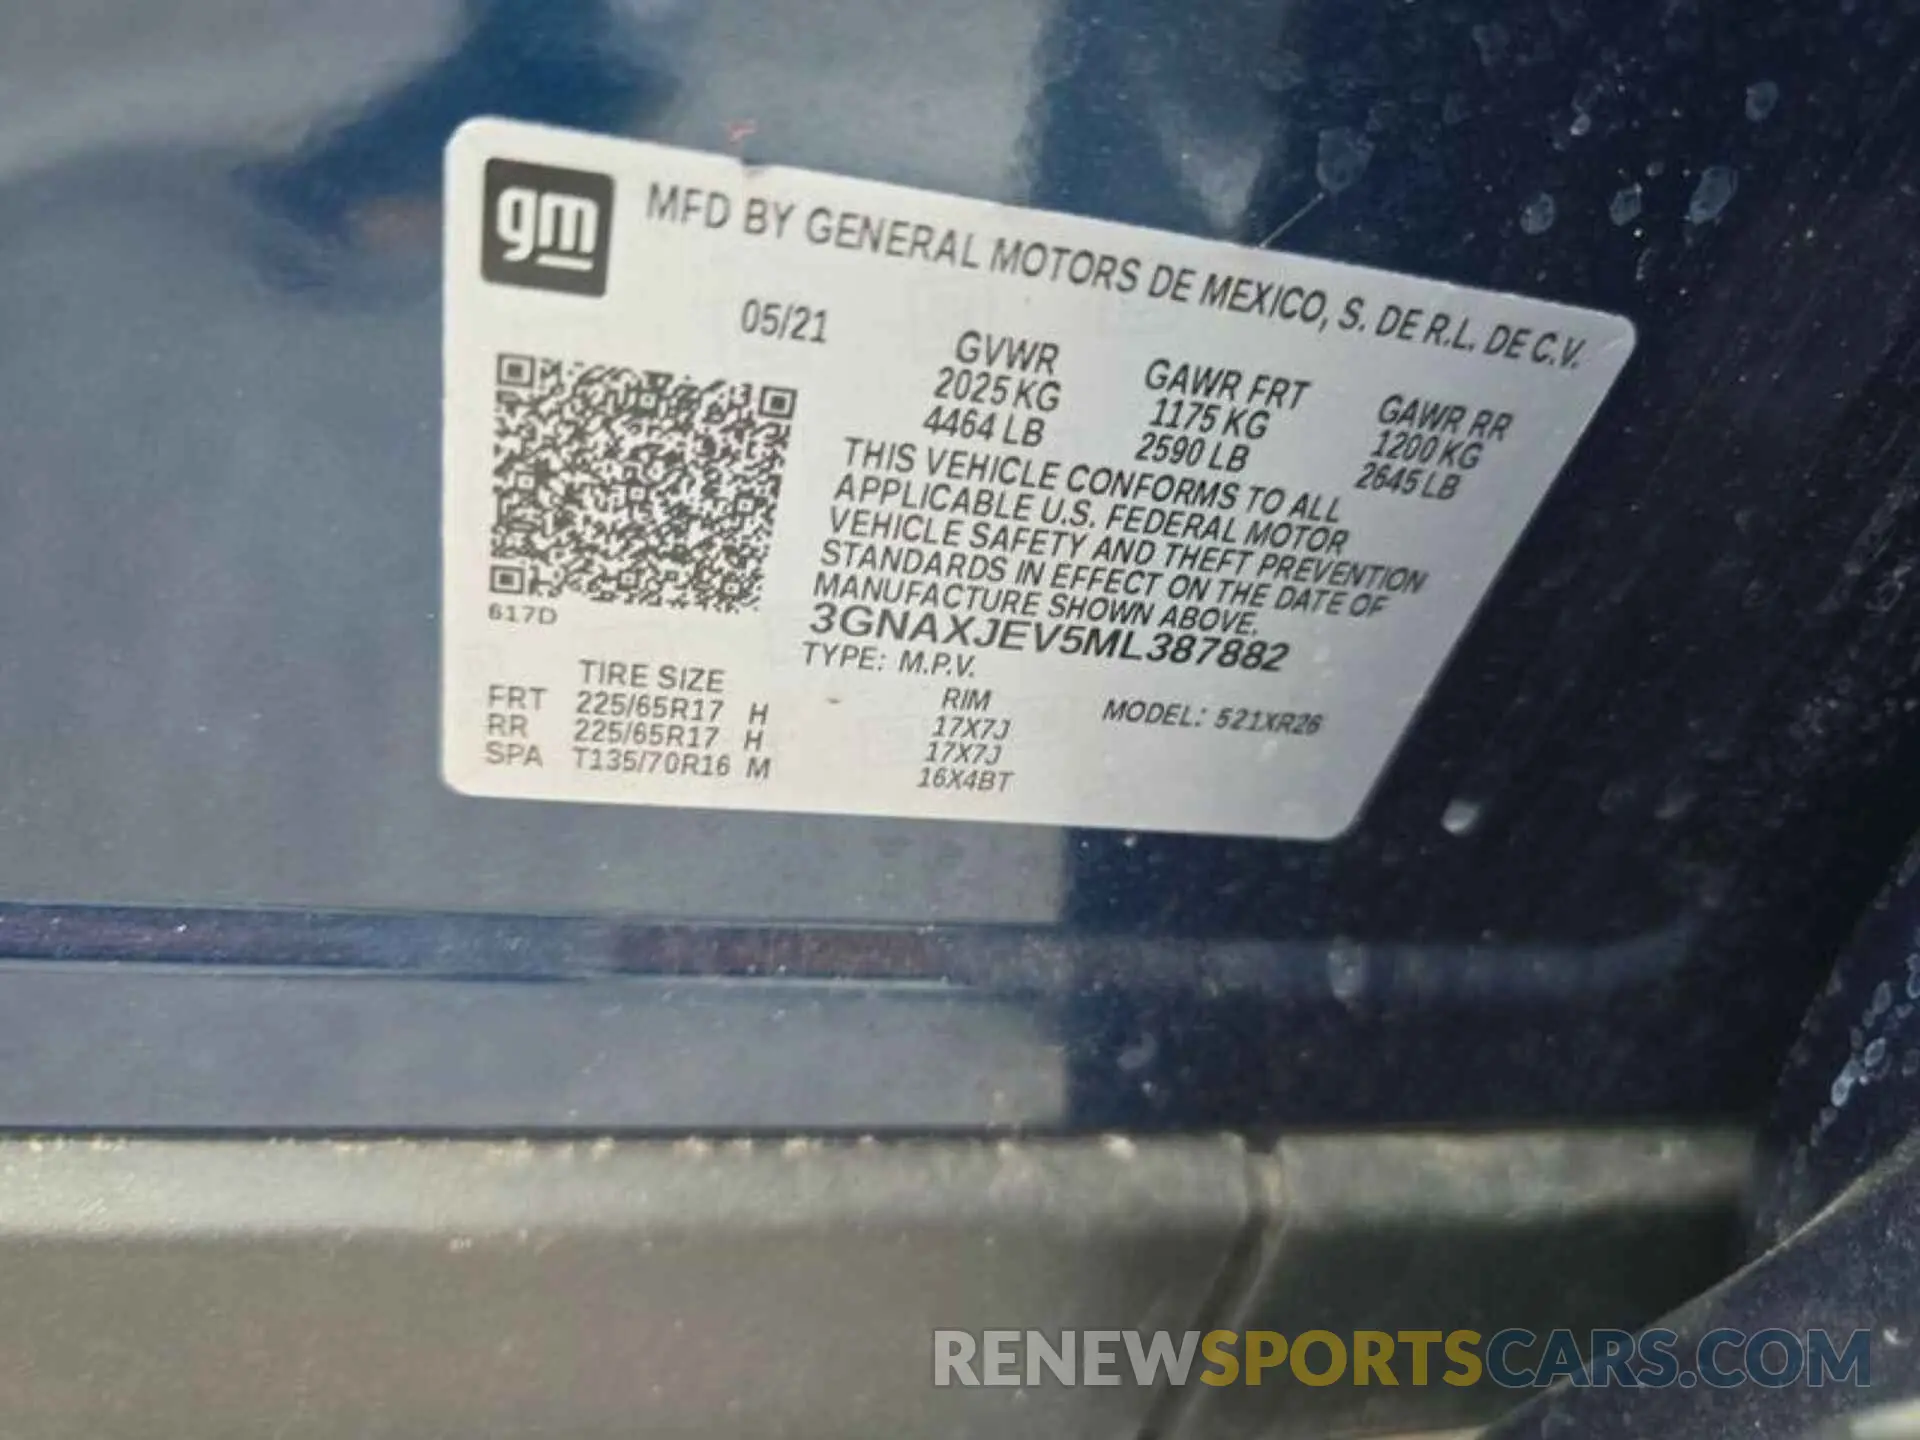 gm
MFD BY GENERAL MOTORS DE MEXICO, S. DE R.L. DE C.V.
05/21
GVWR GAWR FRT GAWR RR
2025 KG 1175 KG 1200 KG
4464 LB 2590 LB 2645 LB
THIS VEHICLE CONFORMS TO ALL
APPLICABLE U.S. FEDERAL MOTOR
VEHICLE SAFETY AND THEFT PREVENTION
STANDARDS IN EFFECT ON THE DATE OF
MANUFACTURE SHOWN ABOVE.
617D
3GNAXJEV5ML387882
TYPE: M.P.V.
TIRE SIZE RIM MODEL: 521XR26
FRT 225/65R17 H 17X7J
RR 225/65R17 H 17X7J
SPA T135/70R16 M 16X4BT
RENEWSPORTSCARS.COM